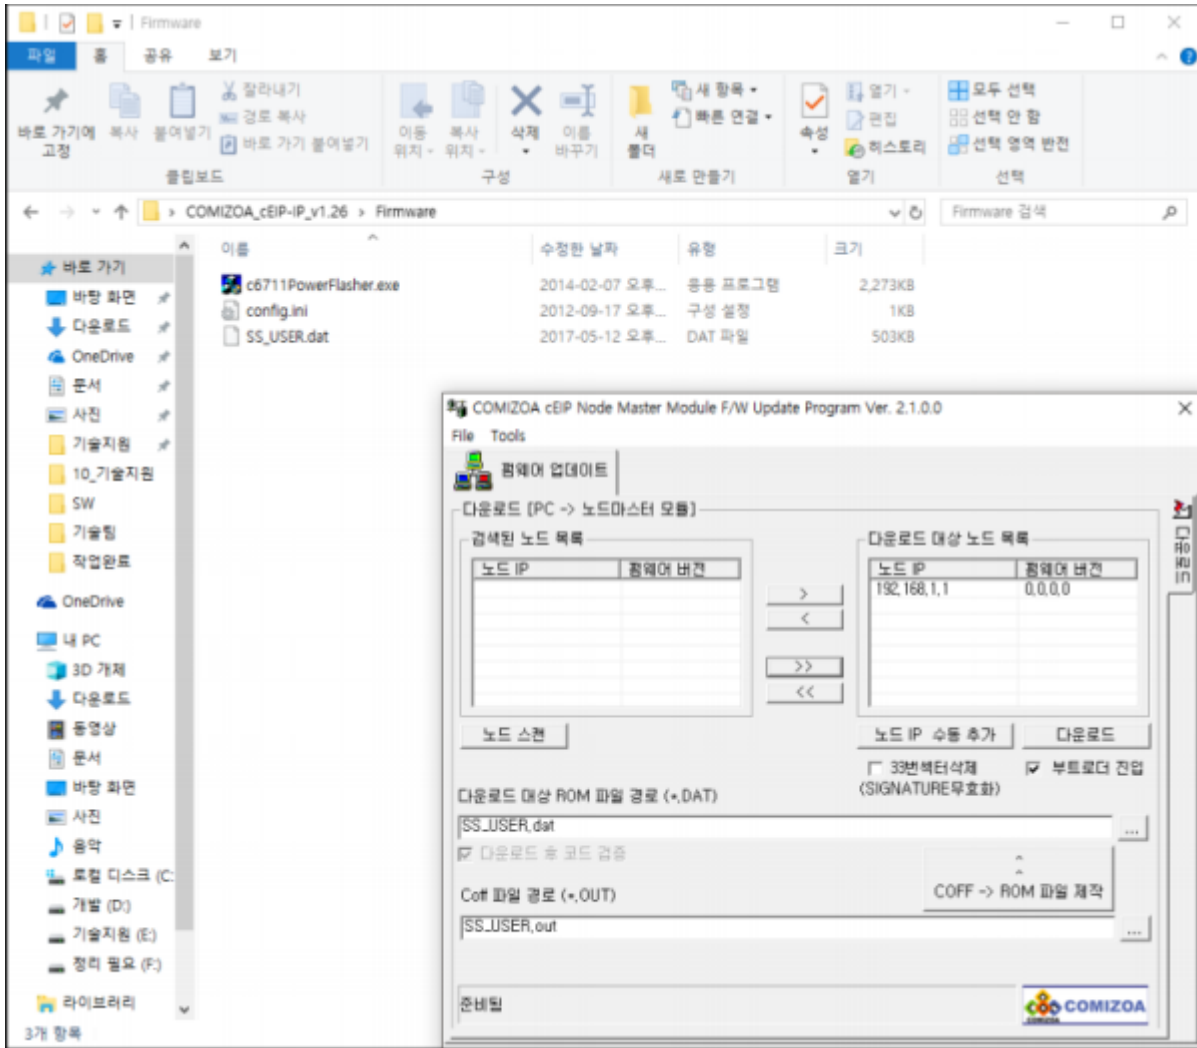 Firmware
파일 홈 공유 보기
바로 가기에 고정
복사
붙여넣기
잘라내기
경로 복사
바로 가기 붙여넣기
클립보드
이동 위치
복사 위치
삭제
이름 바꾸기
구성
새 폴더
새 항목
빠른 연결
새로 만들기
속성
열기
편집
히스토리
열기
모두 선택
선택 안 함
선택 영역 반전
선택
COMIZOA_cEIP-IP_v1.26 > Firmware
Firmware 검색
이름 수정한 날짜 유형 크기
c6711PowerFlasher.exe 2014-02-07 오후... 응용 프로그램 2,273KB
config.ini 2012-09-17 오후... 구성 설정 1KB
SS_USER.dat 2017-05-12 오후... DAT 파일 503KB
바로 가기
바탕 화면
다운로드
OneDrive
문서
사진
기술지원
10_기술지원
SW
기술팀
작업완료
OneDrive
내 PC
3D 개체
다운로드
동영상
문서
바탕 화면
사진
음악
로컬 디스크 (C:
개발 (D:)
기술지원 (E:)
정리 필요 (F:)
라이브러리
3개 항목
COMIZOA cEIP Node Master Module F/W Update Program Ver. 2.1.0.0
File Tools
펌웨어 업데이트
다운로드 [PC -> 노드마스터 모듈]
검색된 노드 목록
노드 IP 펌웨어 버전
>
<
>>
<<
다운로드 대상 노드 목록
노드 IP 펌웨어 버전
192,168,1,1 0,0,0,0
노드 스캔
노드 IP 수동 추가
다운로드
33번섹터삭제
(SIGNATURE무효화)
부트로더 진입
다운로드 대상 ROM 파일 경로 (*,DAT)
SS_USER,dat
...
다운로드 후 코드 검증
COFF -> ROM 파일 제작
Coff 파일 경로 (*,OUT)
SS_USER,out
...
준비됨
COMIZOA